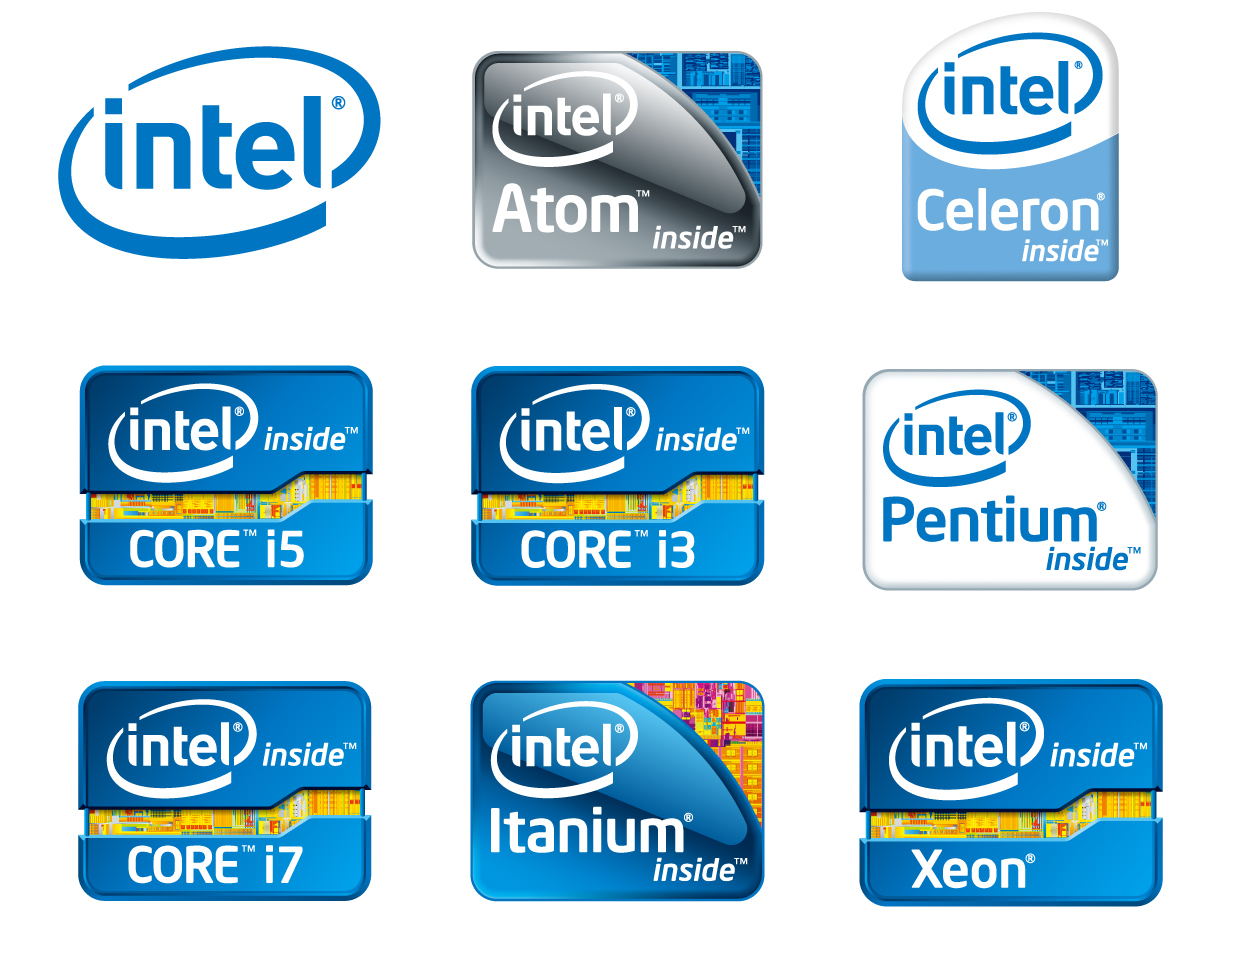 intel®
intel®
Atom™
inside™
intel®
Celeron®
inside™
intel® inside™
CORE™ i5
intel® inside™
CORE™ i3
intel®
Pentium®
inside™
intel® inside™
CORE™ i7
intel®
Itanium®
inside™
intel® inside™
Xeon®